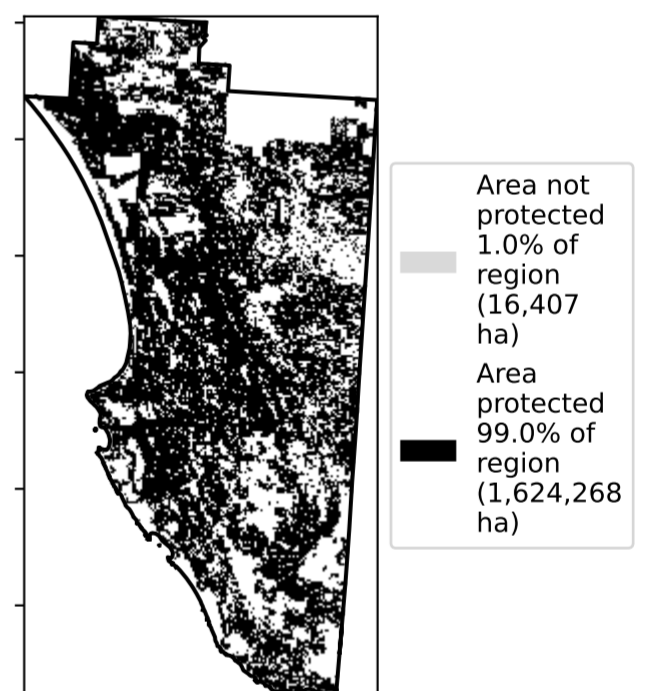 Area not
protected
1.0% of
region
(16,407
ha)
Area
protected
99.0% of
region
(1,624,268
ha)